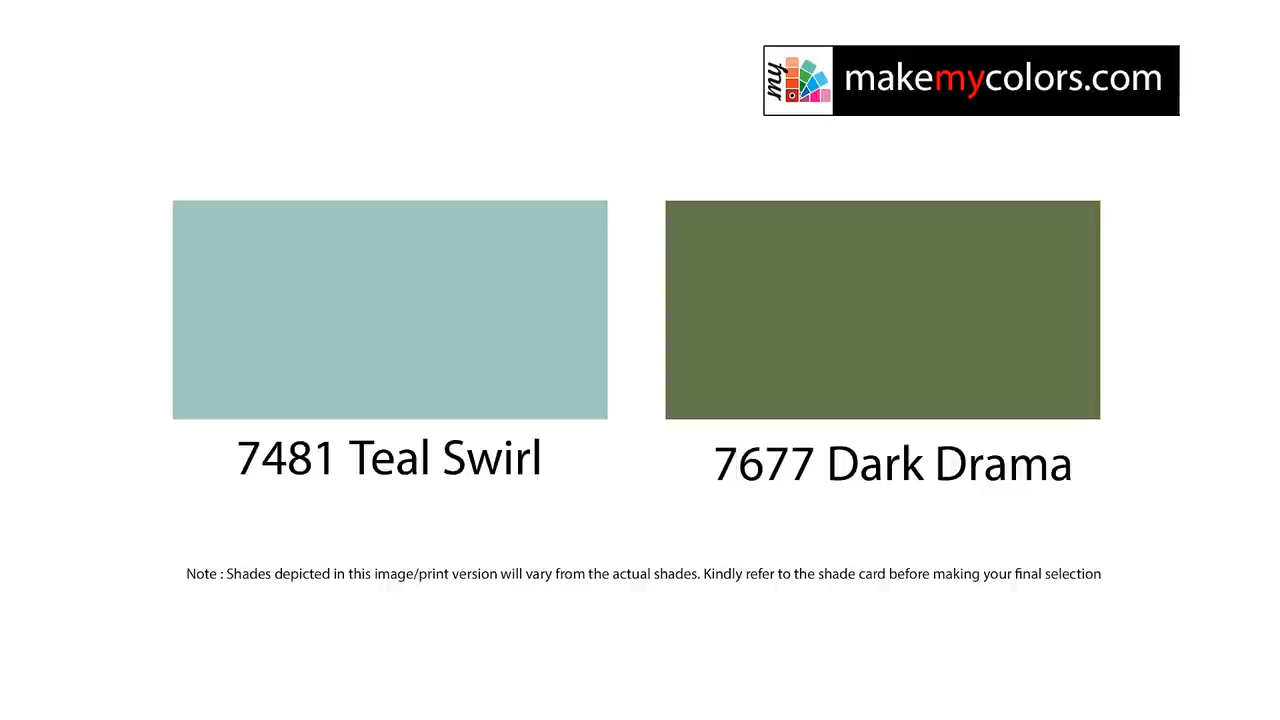 my
makemycolors.com
7481 Teal Swirl
7677 Dark Drama
Note : Shades depicted in this image/print version will vary from the actual shades. Kindly refer to the shade card before making your final selection